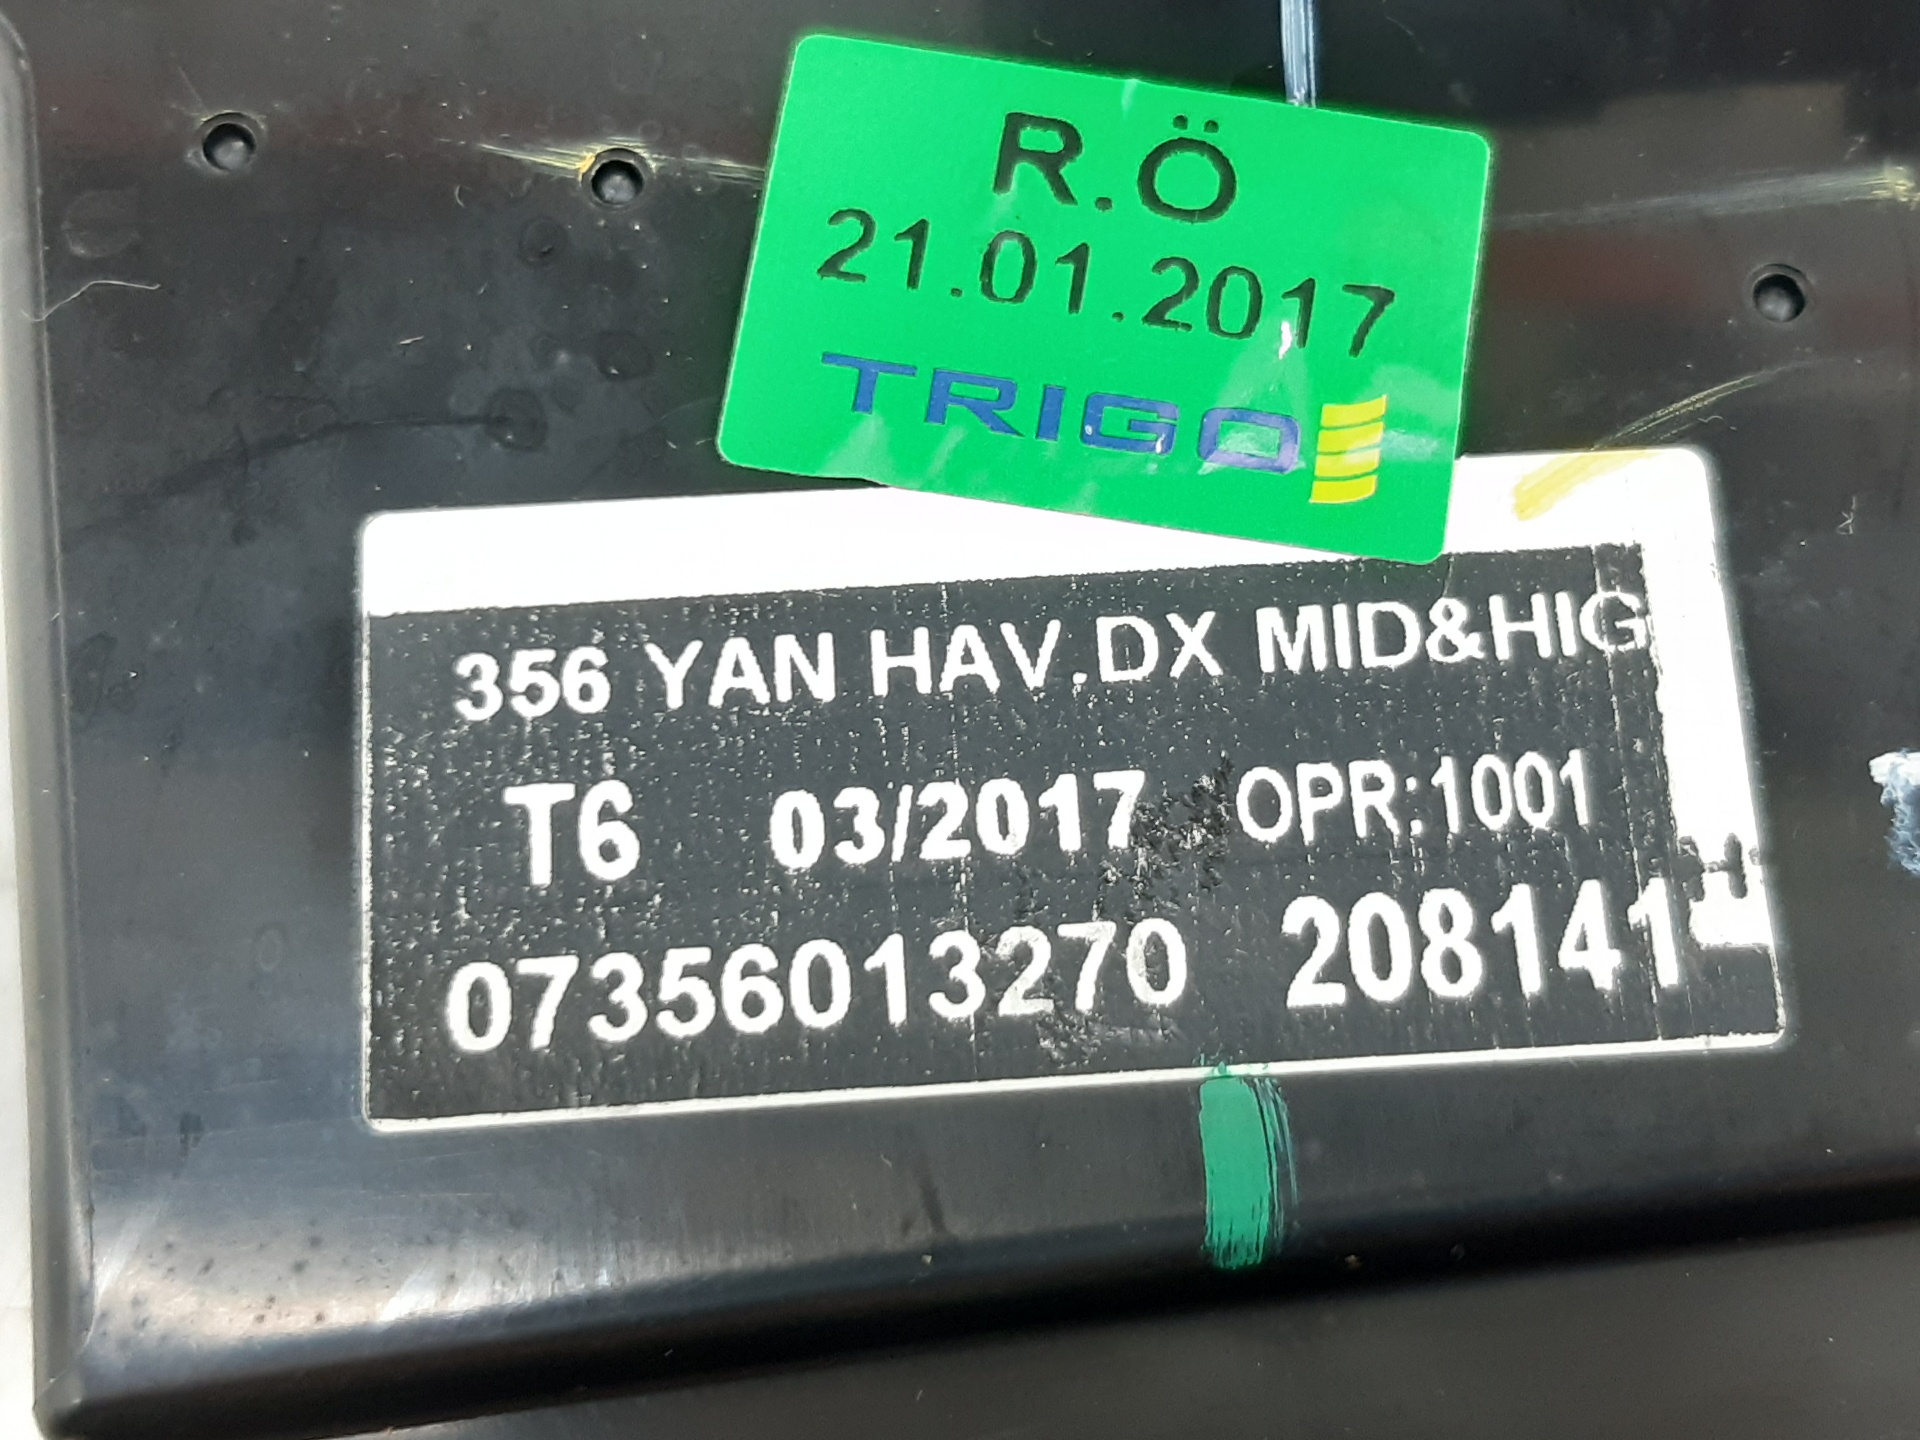 R.Ö
21.01.2017
TRIGO
356 YAN HAV.DX MID&HIG
T6 03/2017 OPR:1001
07356013270 208141